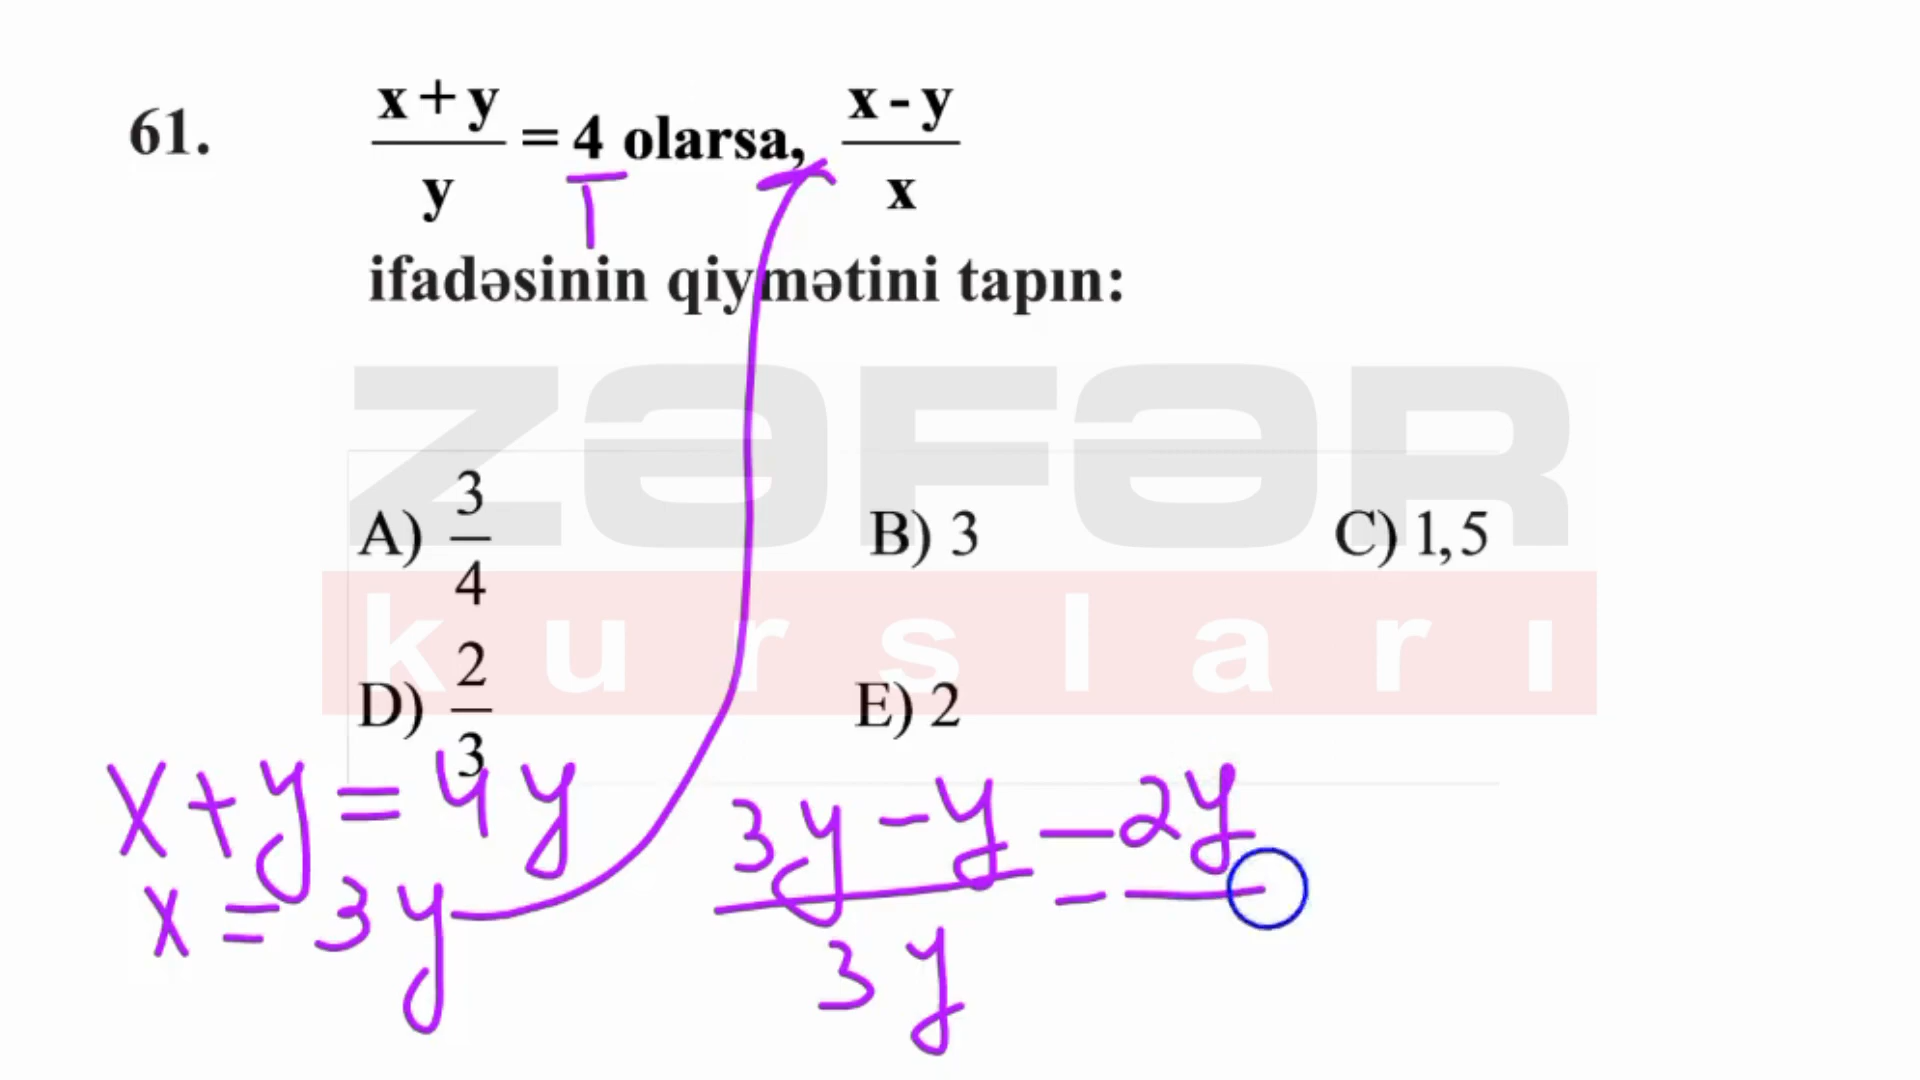 61. x + y / y = 4 olarsa, x - y / x
ifadəsinin qiymətini tapın:
ZƏFƏR
kursları
A) 3/4 B) 3 C) 1,5
D) 2/3 E) 2
x+y=4y
x=3y
3y-y / 3y = 2y